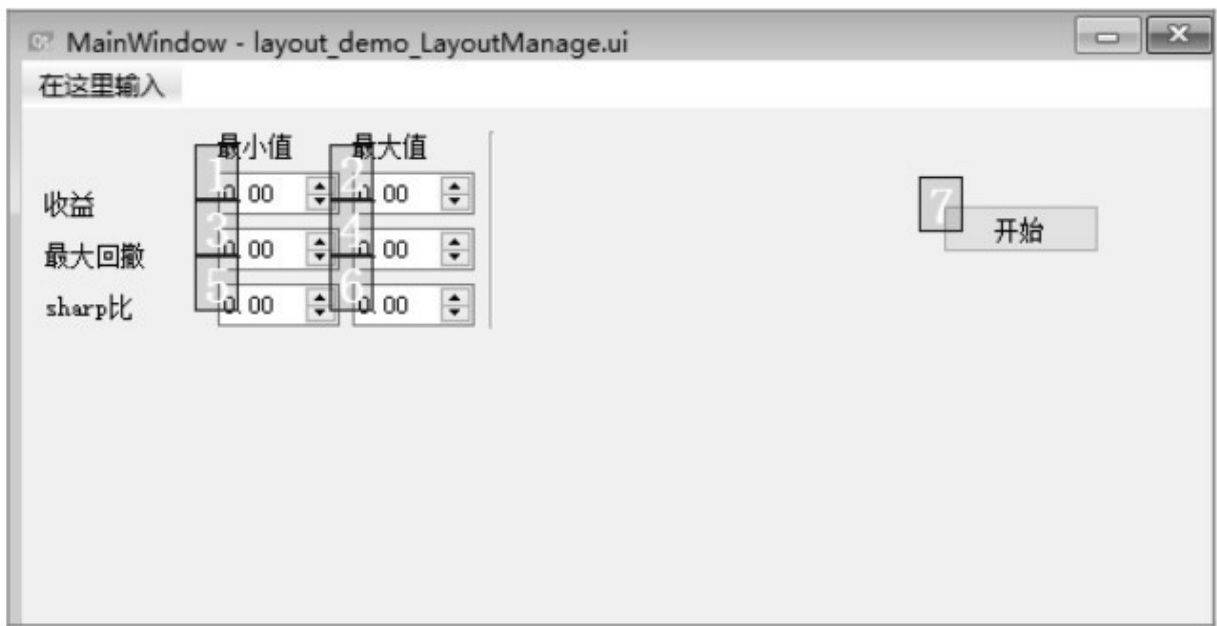 MainWindow - layout_demo_LayoutManage.ui
在这里输入
最小值 最大值
收益 1 0.00 2 0.00
7 开始
最大回撤 3 0.00 4 0.00
sharp比 5 0.00 6 0.00